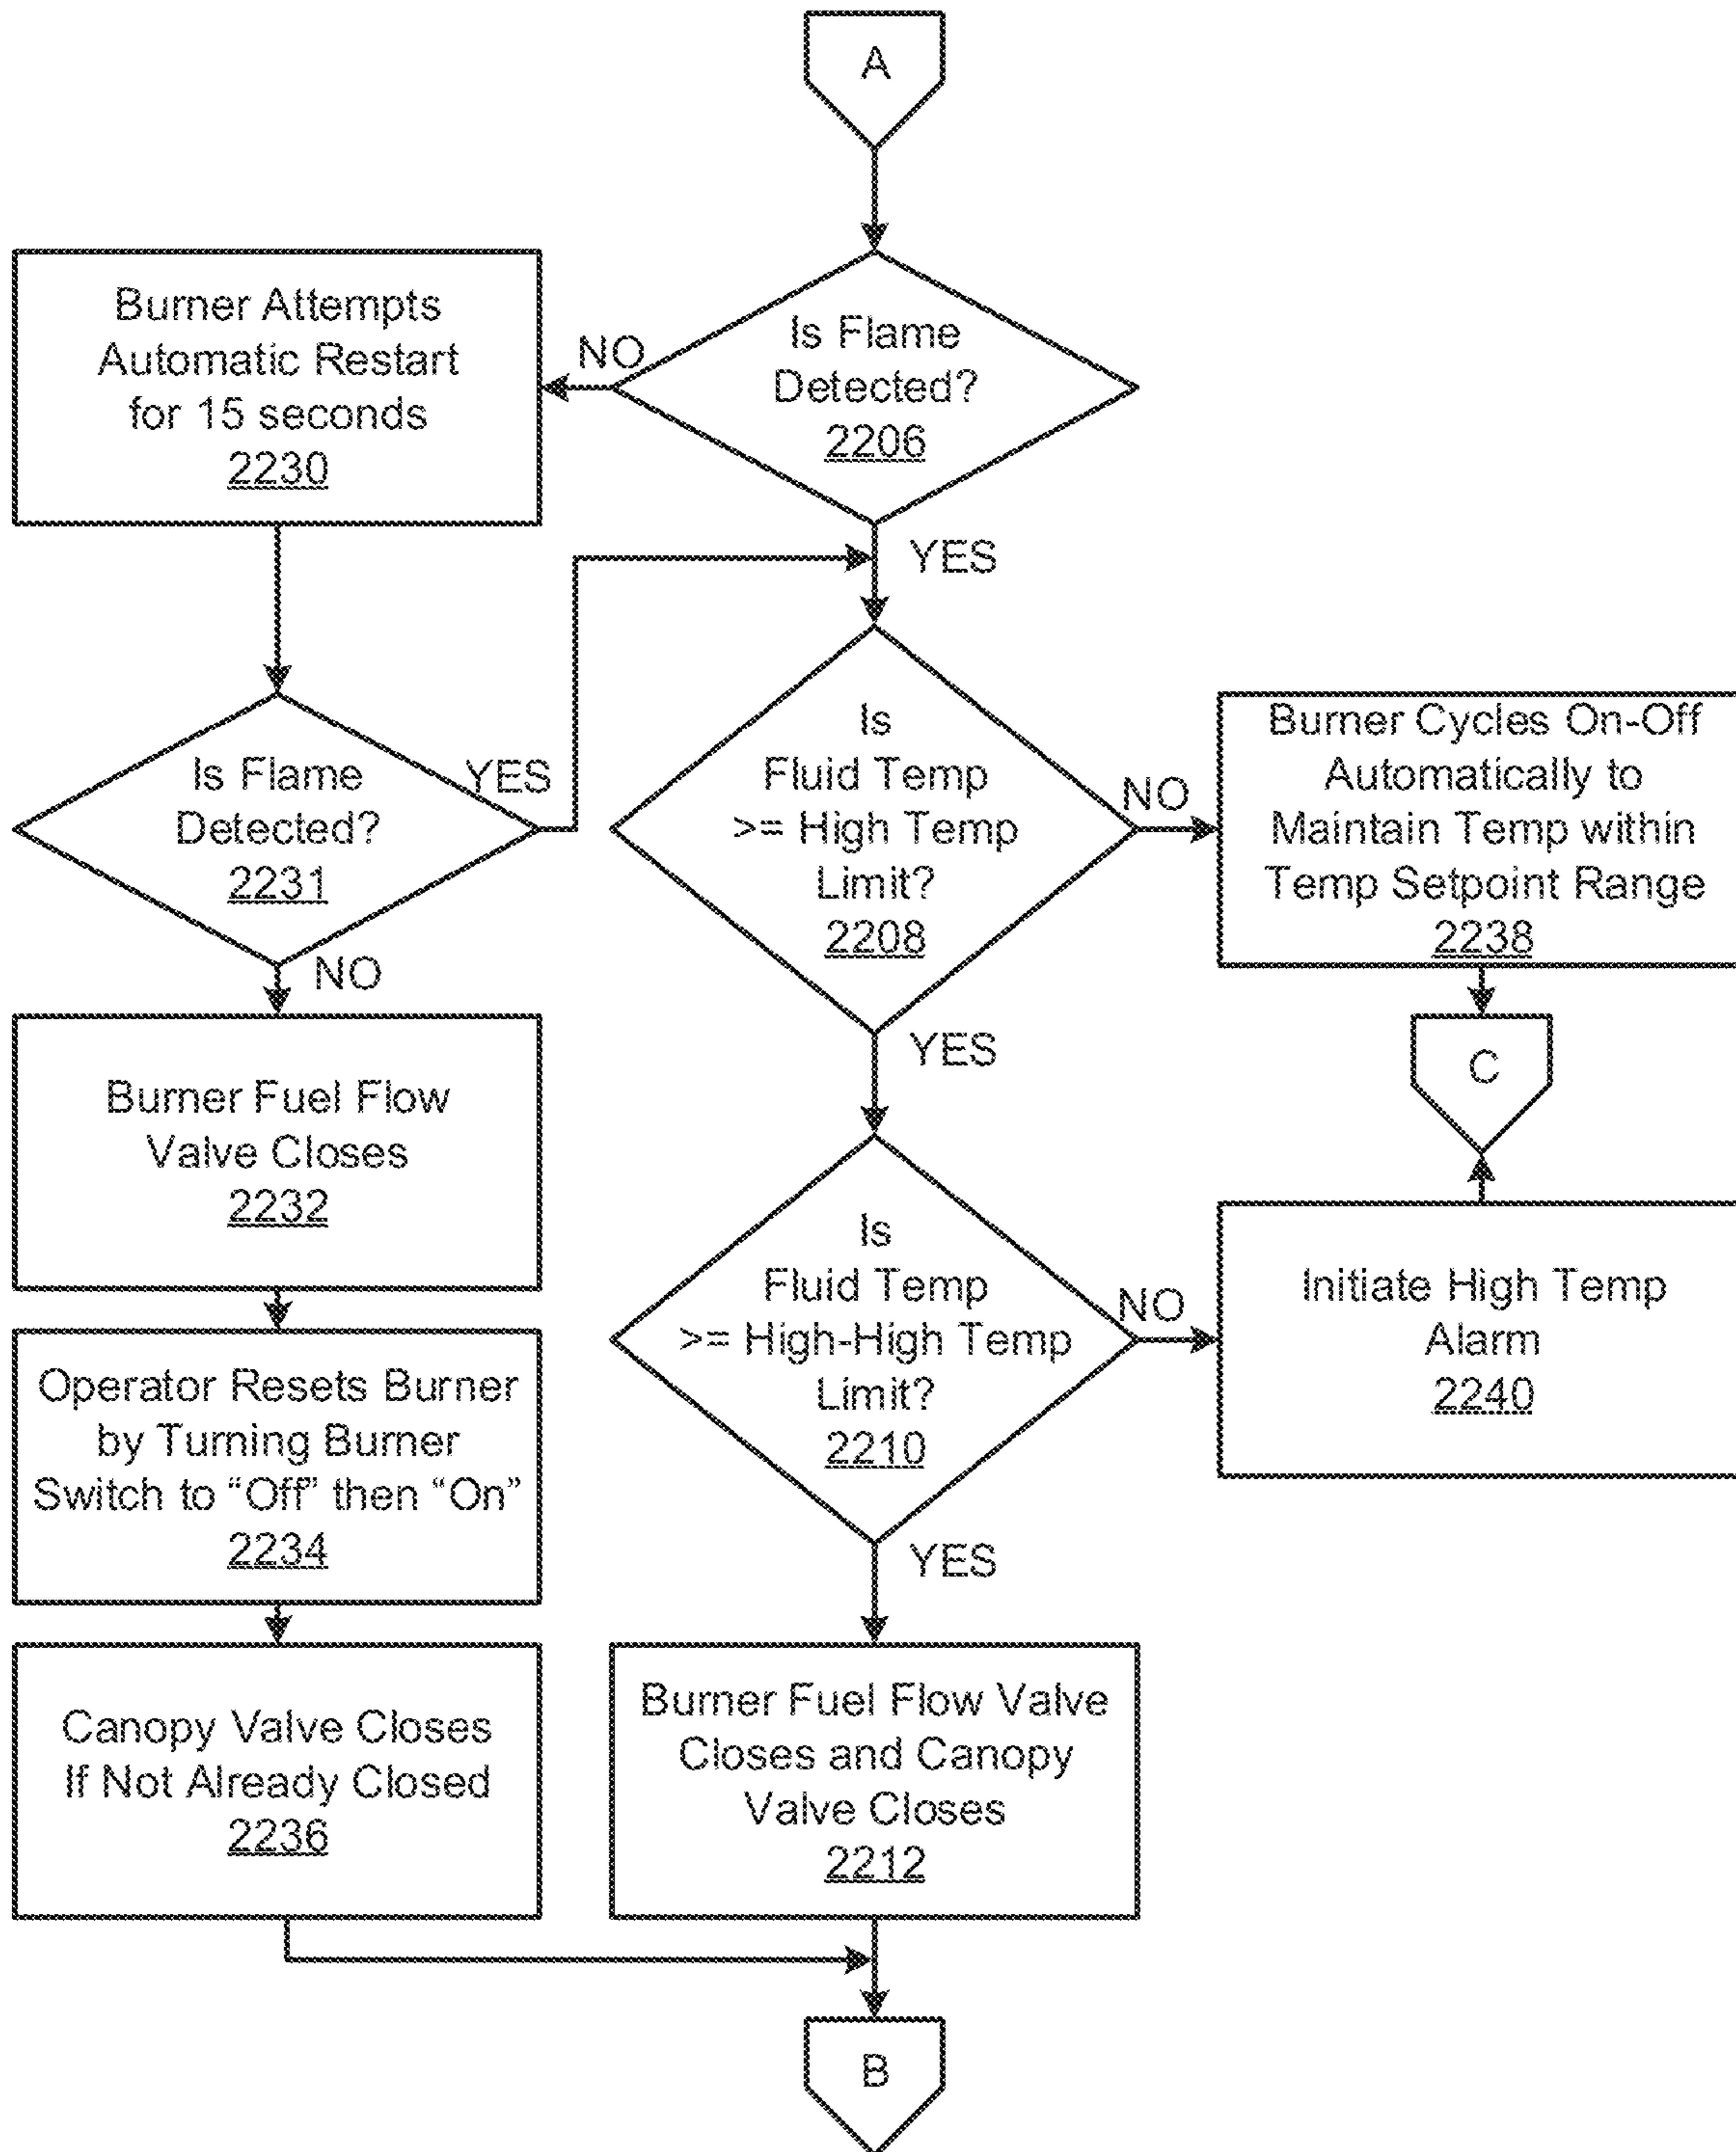 A
Is Flame
Detected?
2206
NO
YES
Burner Attempts
Automatic Restart
for 15 seconds
2230
Is Flame
Detected?
2231
YES
NO
Is
Fluid Temp
>= High Temp
Limit?
2208
NO
YES
Burner Cycles On-Off
Automatically to
Maintain Temp within
Temp Setpoint Range
2238
C
Burner Fuel Flow
Valve Closes
2232
Is
Fluid Temp
>= High-High Temp
Limit?
2210
NO
YES
Initiate High Temp
Alarm
2240
Operator Resets Burner
by Turning Burner
Switch to “Off” then “On”
2234
Canopy Valve Closes
If Not Already Closed
2236
Burner Fuel Flow Valve
Closes and Canopy
Valve Closes
2212
B